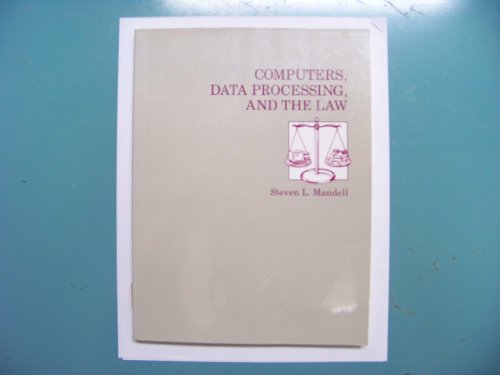 COMPUTERS,
DATA PROCESSING,
AND THE LAW
Steven L. Mandell